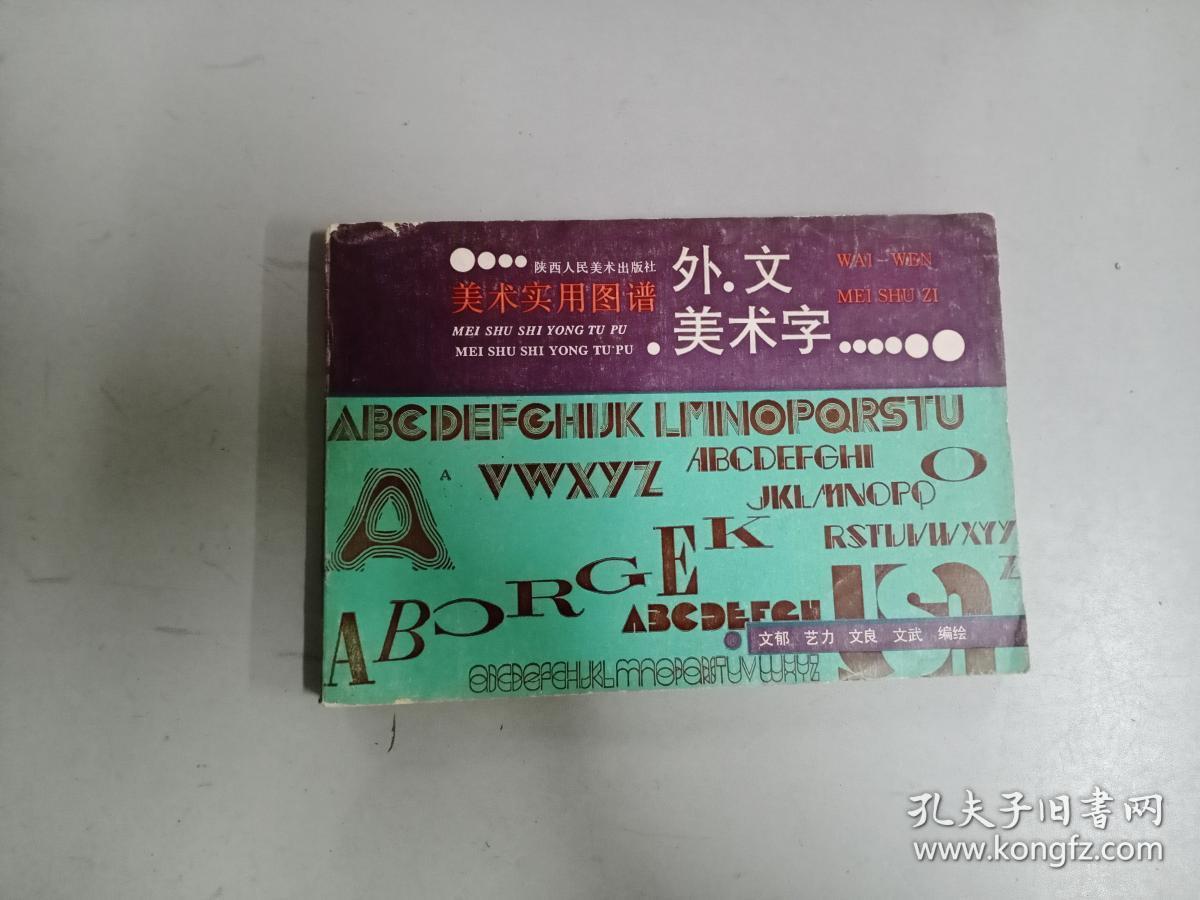 陕西人民美术出版社
美术实用图谱
MEI SHU SHI YONG TU PU
MEI SHU SHI YONG TU PU
外.文
美术字
WAI-WEN
MEI SHU ZI
ABCDEFGHIJK LMNOPQRSTU
VWXYZ
A
A
ABCDEFGHI
JKLMNOPQ
RSTUVWXYY
Z
O
ABORGEK
ABCDEFGH
文郁 艺力 文良 文武 编绘
孔夫子旧书网
www.kongfz.com